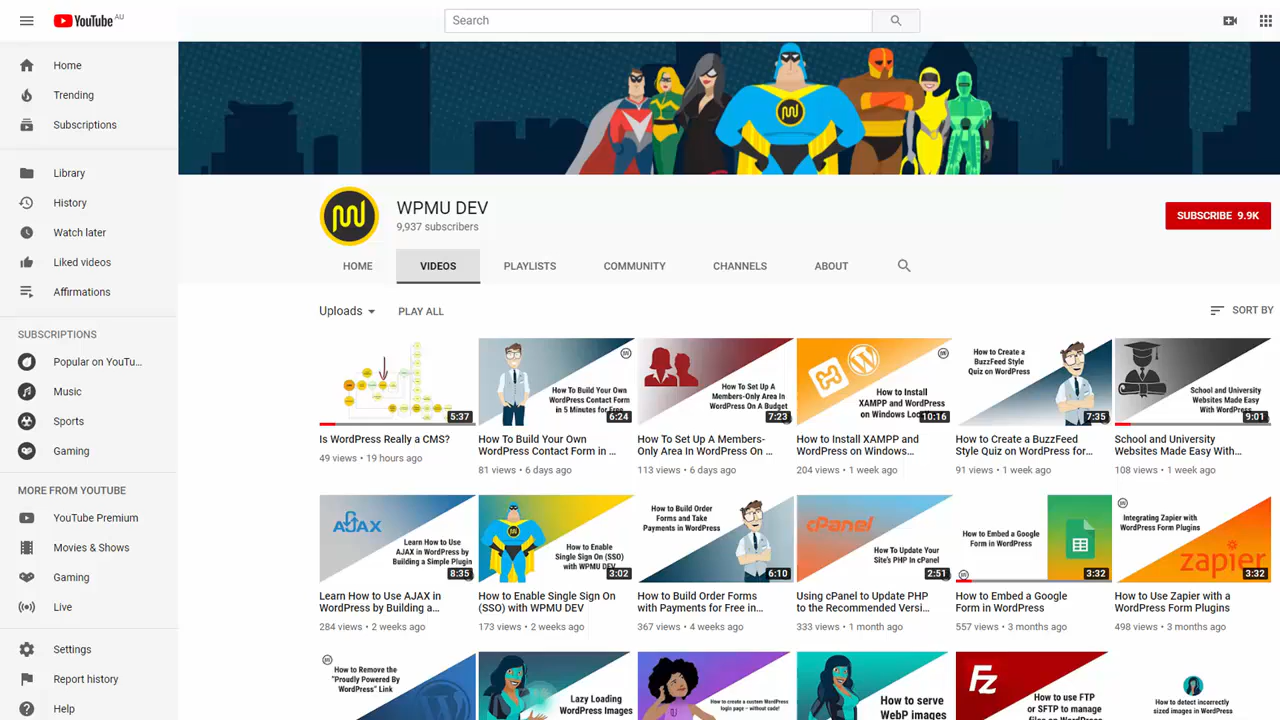 YouTube AU
Search
Home
Trending
Subscriptions
Library
History
Watch later
Liked videos
Affirmations
SUBSCRIPTIONS
Popular on YouTu...
Music
Sports
Gaming
MORE FROM YOUTUBE
YouTube Premium
Movies & Shows
Gaming
Live
Settings
Report history
Help
WPMU DEV
9,937 subscribers
SUBSCRIBE 9.9K
HOME
VIDEOS
PLAYLISTS
COMMUNITY
CHANNELS
ABOUT
Uploads
PLAY ALL
SORT BY
5:37
Is WordPress Really a CMS?
49 views • 19 hours ago
How To Build Your Own
WordPress Contact Form
in 5 Minutes for Free
6:24
How To Build Your Own
WordPress Contact Form in ...
81 views • 6 days ago
How To Set Up A
Members-Only Area In
WordPress On A Budget
7:23
How To Set Up A Members-
Only Area In WordPress On ...
113 views • 6 days ago
How to Install
XAMPP and WordPress
on Windows
10:16
How to Install XAMPP and
WordPress on Windows...
204 views • 1 week ago
How to Create a
BuzzFeed Style
Quiz on WordPress
7:35
How to Create a BuzzFeed
Style Quiz on WordPress for...
91 views • 1 week ago
School and University
Websites Made Easy
With WordPress
9:01
School and University
Websites Made Easy With...
108 views • 1 week ago
AJAX
Learn How to Use
AJAX in WordPress by
Building a Simple Plugin
8:35
Learn How to Use AJAX in
WordPress by Building a...
284 views • 2 weeks ago
How to Enable
Single Sign On (SSO)
with WPMU DEV
3:02
How to Enable Single Sign On
(SSO) with WPMU DEV
173 views • 2 weeks ago
How to Build Order
Forms and Take
Payments in WordPress
6:10
How to Build Order Forms
with Payments for Free in...
367 views • 4 weeks ago
cPanel
How To Update Your
Site's PHP In cPanel
2:51
Using cPanel to Update PHP
to the Recommended Versi...
333 views • 1 month ago
How to Embed a Google
Form in WordPress
3:32
How to Embed a Google
Form in WordPress
557 views • 3 months ago
Integrating Zapier with
WordPress Form Plugins
zapier
3:32
How to Use Zapier with a
WordPress Form Plugins
498 views • 3 months ago
How to Remove the
"Proudly Powered By
WordPress" Link
Lazy Loading
WordPress Images
How to create a custom WordPress
login page – without code!
How to serve
WebP images
FZ
How to use FTP
or SFTP to manage
files on WordPress
How to detect incorrectly
sized images in WordPress